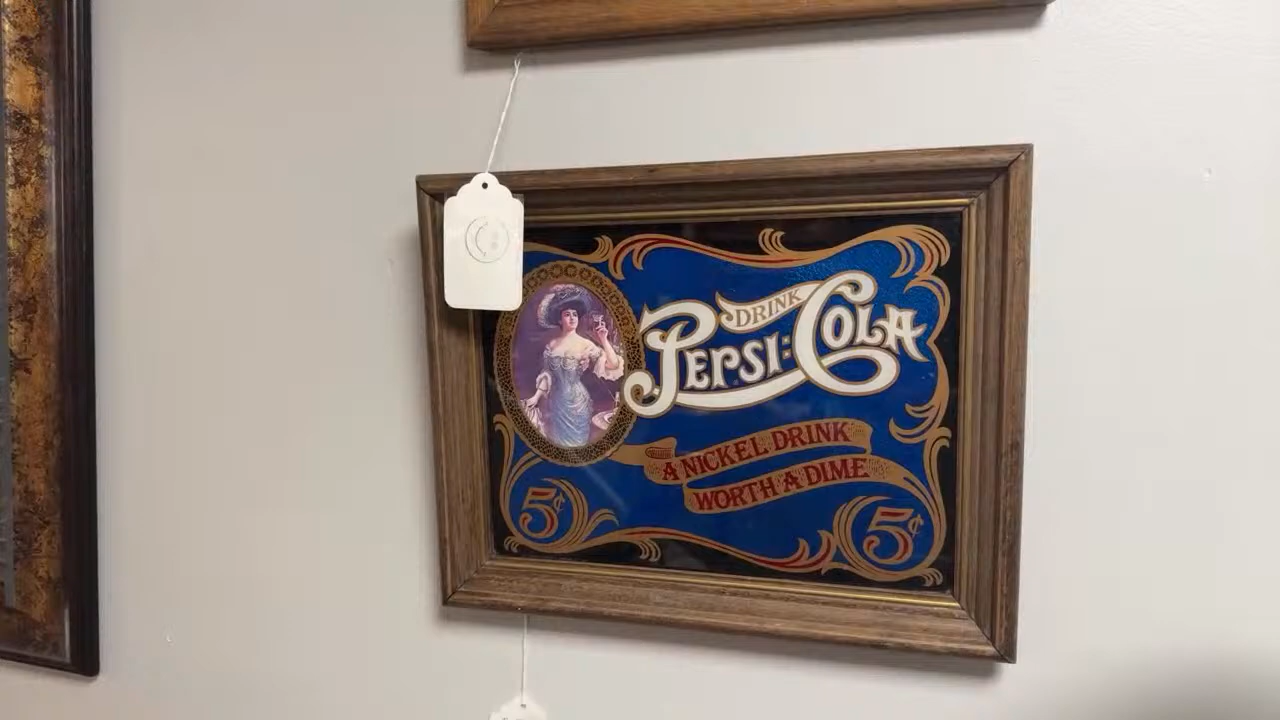 DRINK
PEPSI:COLA
A NICKEL DRINK
WORTH A DIME
5¢
5¢